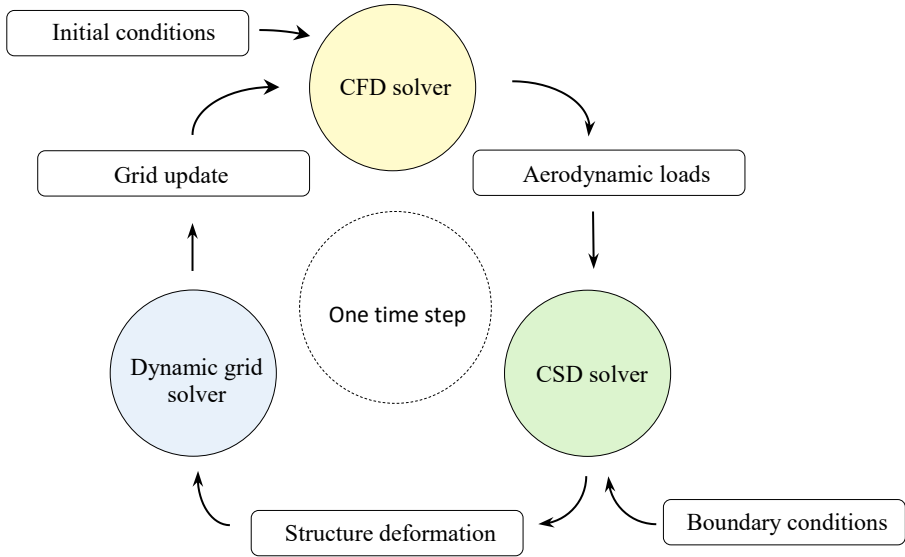 Initial conditions
CFD solver
Grid update
Aerodynamic loads
One time step
Dynamic grid
solver
CSD solver
Structure deformation
Boundary conditions